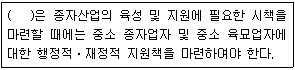 (   )은 종자산업의 육성 및 지원에 필요한 시책을
마련할 때에는 중소 종자업자 및 중소 육묘업자에
대한 행정적·재정적 지원책을 마련하여야 한다.